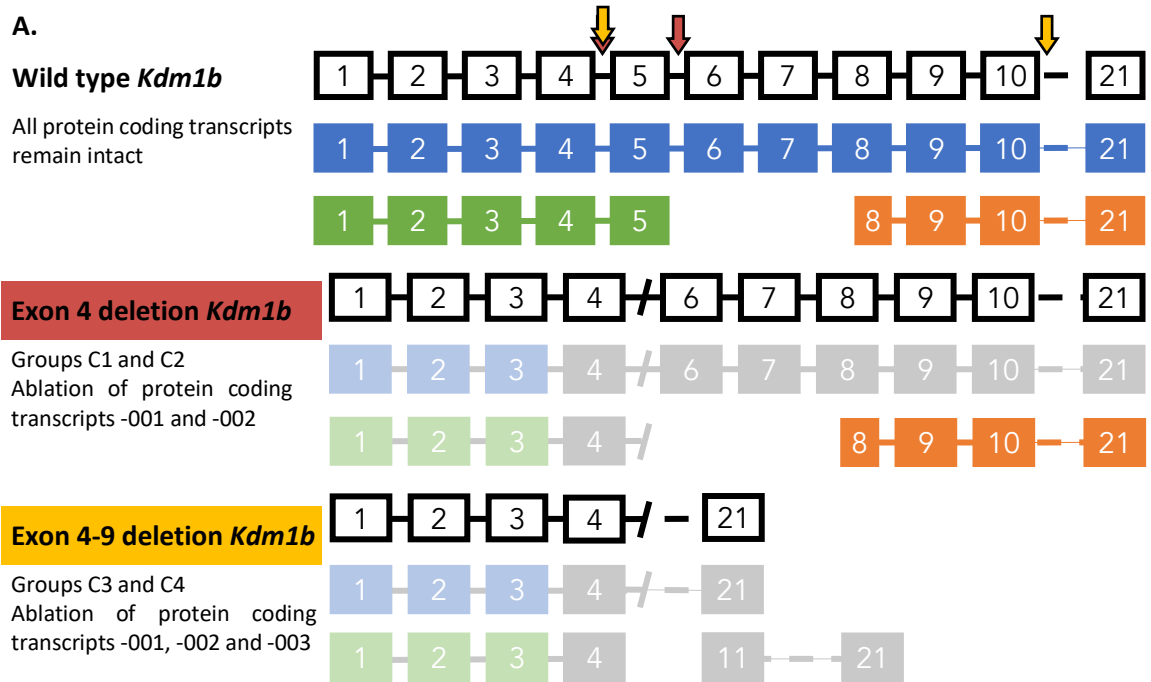 A.
Wild type Kdm1b
1 2 3 4 5 6 7 8 9 10 21
All protein coding transcripts
remain intact
1 2 3 4 5 6 7 8 9 10 21
1 2 3 4 5 8 9 10 21
Exon 4 deletion Kdm1b
1 2 3 4 6 7 8 9 10 21
Groups C1 and C2
Ablation of protein coding
transcripts -001 and -002
1 2 3 4 6 7 8 9 10 21
1 2 3 4 8 9 10 21
Exon 4-9 deletion Kdm1b
1 2 3 4 21
Groups C3 and C4
Ablation of protein coding
transcripts -001, -002 and -003
1 2 3 4 21
1 2 3 4 11 21